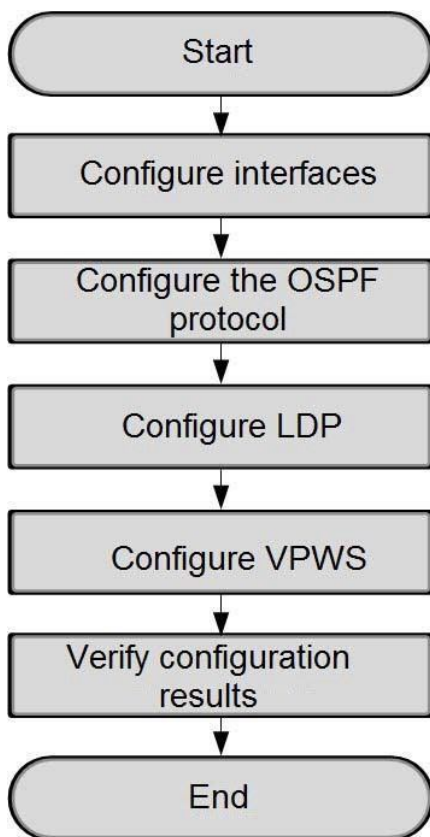 Start
Configure interfaces
Configure the OSPF
protocol
Configure LDP
Configure VPWS
Verify configuration
results
End